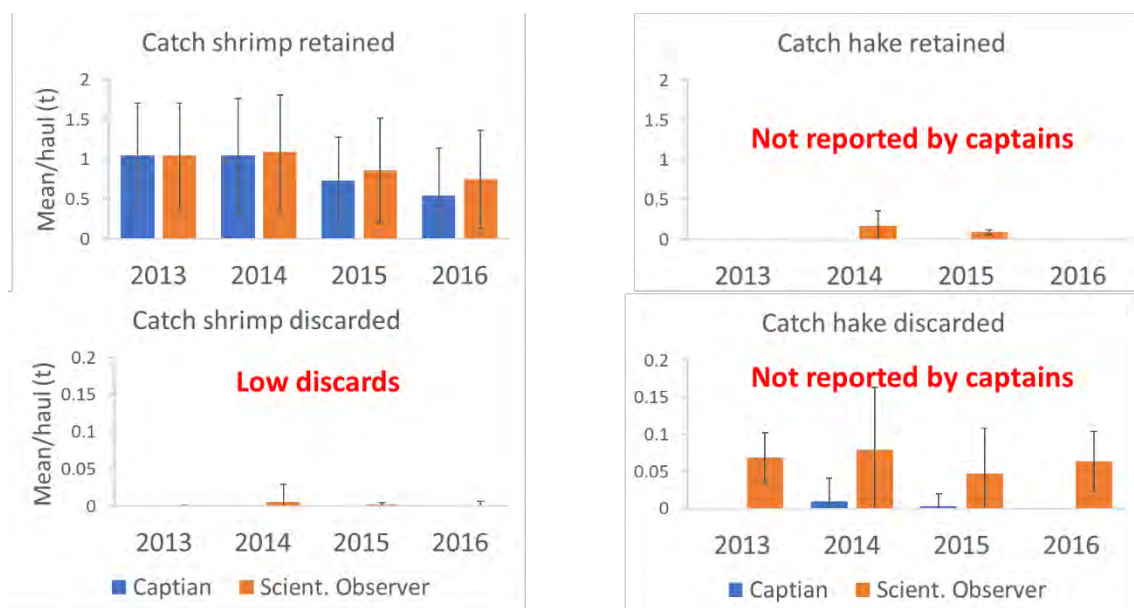 Catch shrimp retained
Mean/haul (t)
2
1.5
1
0.5
0
2013 2014 2015 2016
Catch hake retained
Not reported by captains
2
1.5
1
0.5
0
2013 2014 2015 2016
Catch shrimp discarded
Low discards
Mean/haul (t)
0.2
0.15
0.1
0.05
0
2013 2014 2015 2016
Captian Scient. Observer
Catch hake discarded
Not reported by captains
0.2
0.15
0.1
0.05
0
2013 2014 2015 2016
Captian Scient. Observer